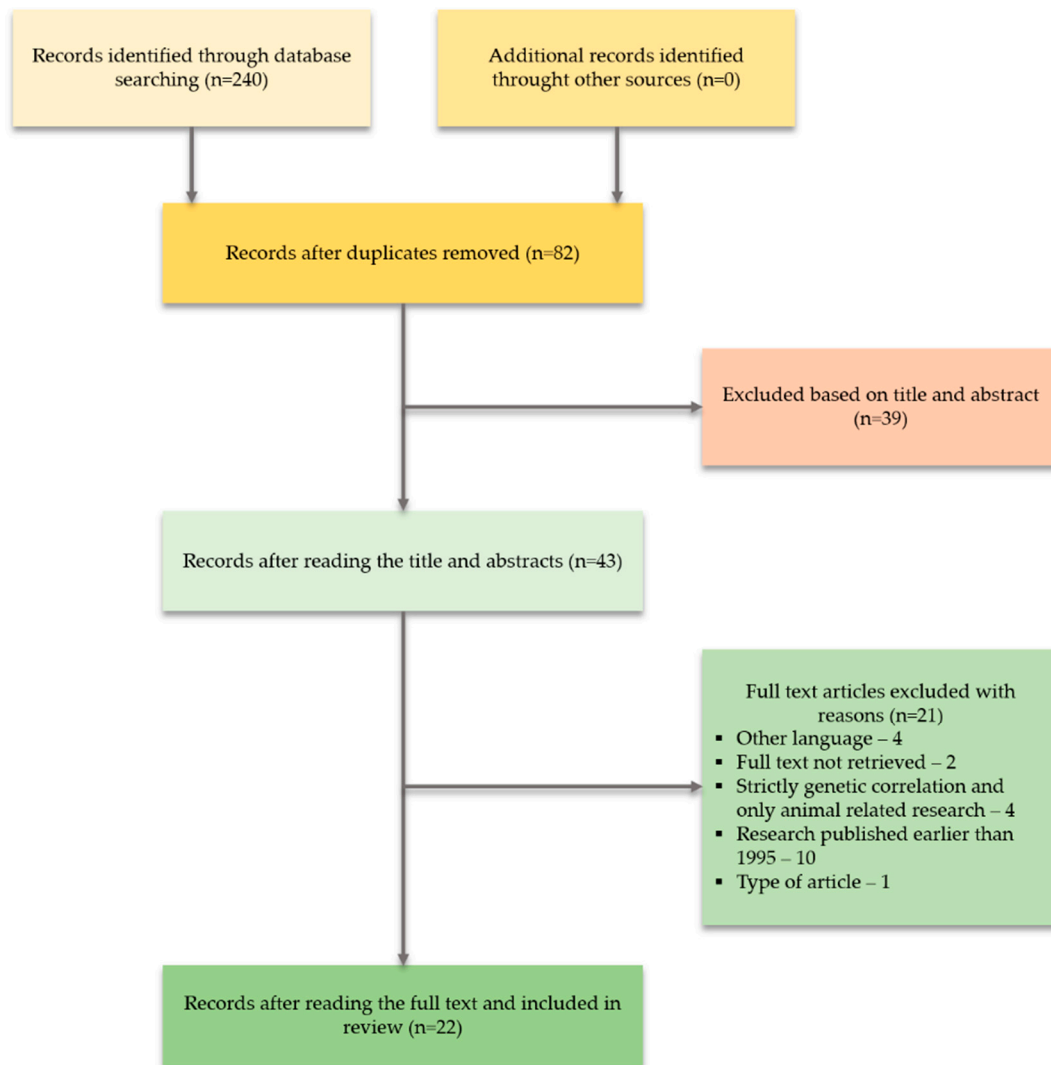 Records identified through database
searching (n=240)
Additional records identified
throught other sources (n=0)
Records after duplicates removed (n=82)
Excluded based on title and abstract
(n=39)
Records after reading the title and abstracts (n=43)
Full text articles excluded with
reasons (n=21)
▪ Other language – 4
▪ Full text not retrieved – 2
▪ Strictly genetic correlation and
only animal related research – 4
▪ Research published earlier than
1995 – 10
▪ Type of article – 1
Records after reading the full text and included in
review (n=22)